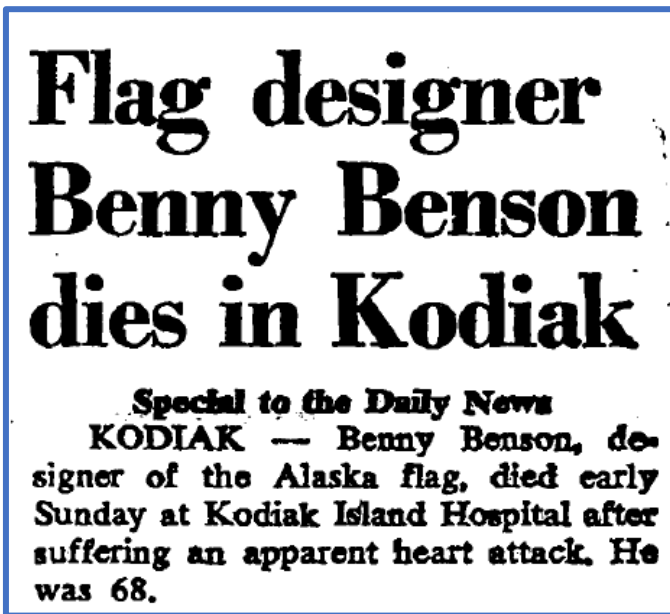 Flag designer
Benny Benson
dies in Kodiak
Special to the Daily News
KODIAK — Benny Benson, de-
signer of the Alaska flag, died early
Sunday at Kodiak Island Hospital after
suffering an apparent heart attack. He
was 68.